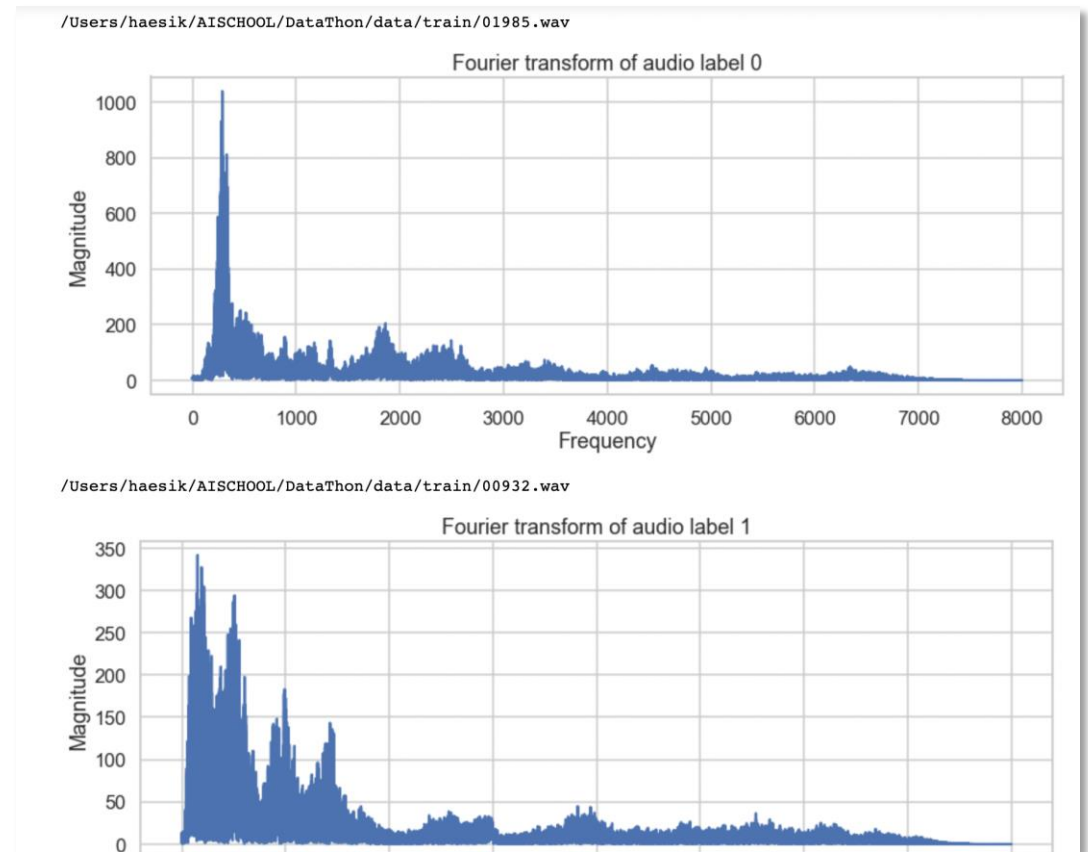 /Users/haesik/AISCHOOL/DataThon/data/train/01985.wav
Fourier transform of audio label 0
1000
800
600
400
200
0
Magnitude
0 1000 2000 3000 4000 5000 6000 7000 8000
Frequency
/Users/haesik/AISCHOOL/DataThon/data/train/00932.wav
Fourier transform of audio label 1
350
300
250
200
150
100
50
0
Magnitude